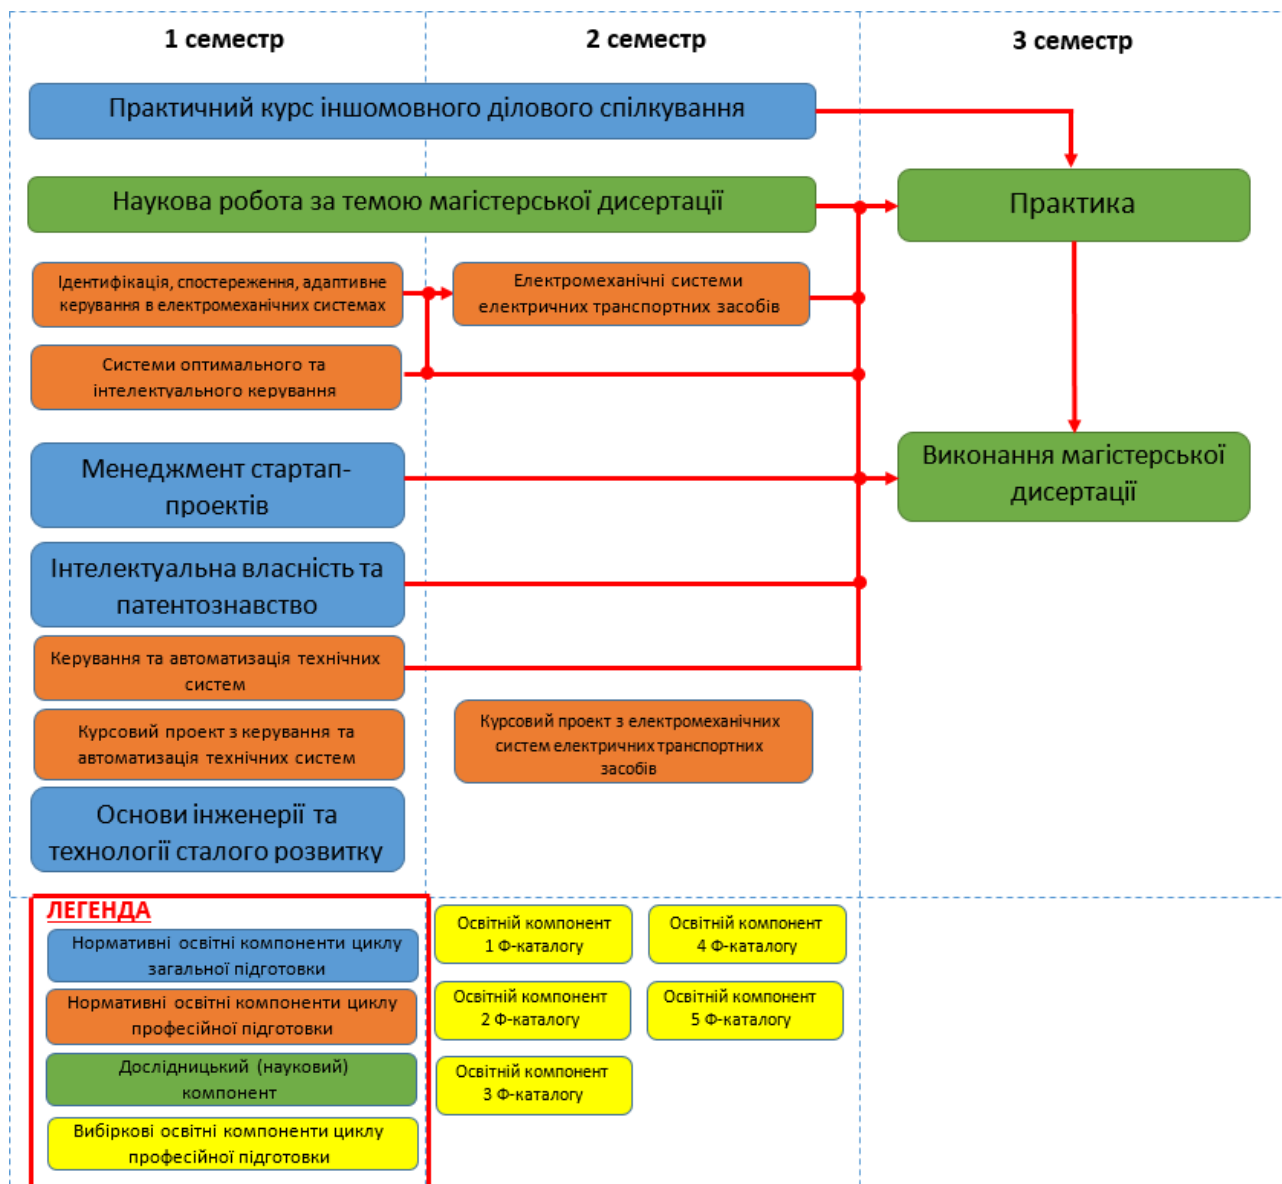 1 семестр
2 семестр
3 семестр
Практичний курс іншомовного ділового спілкування
Наукова робота за темою магістерської дисертації
Практика
Ідентифікація, спостереження, адаптивне
керування в електромеханічних системах
Електромеханічні системи
електричних транспортних засобів
Системи оптимального та
інтелектуального керування
Менеджмент стартап-
проектів
Виконання магістерської
дисертації
Інтелектуальна власність та
патентознавство
Керування та автоматизація технічних
систем
Курсовий проект з керування та
автоматизація технічних систем
Курсовий проект з електромеханічних
систем електричних транспортних
засобів
Основи інженерії та
технології сталого розвитку
ЛЕГЕНДА
Нормативні освітні компоненти циклу
загальної підготовки
Нормативні освітні компоненти циклу
професійної підготовки
Дослідницький (науковий)
компонент
Вибіркові освітні компоненти циклу
професійної підготовки
Освітній компонент
1 Ф-каталогу
Освітній компонент
4 Ф-каталогу
Освітній компонент
2 Ф-каталогу
Освітній компонент
5 Ф-каталогу
Освітній компонент
3 Ф-каталогу